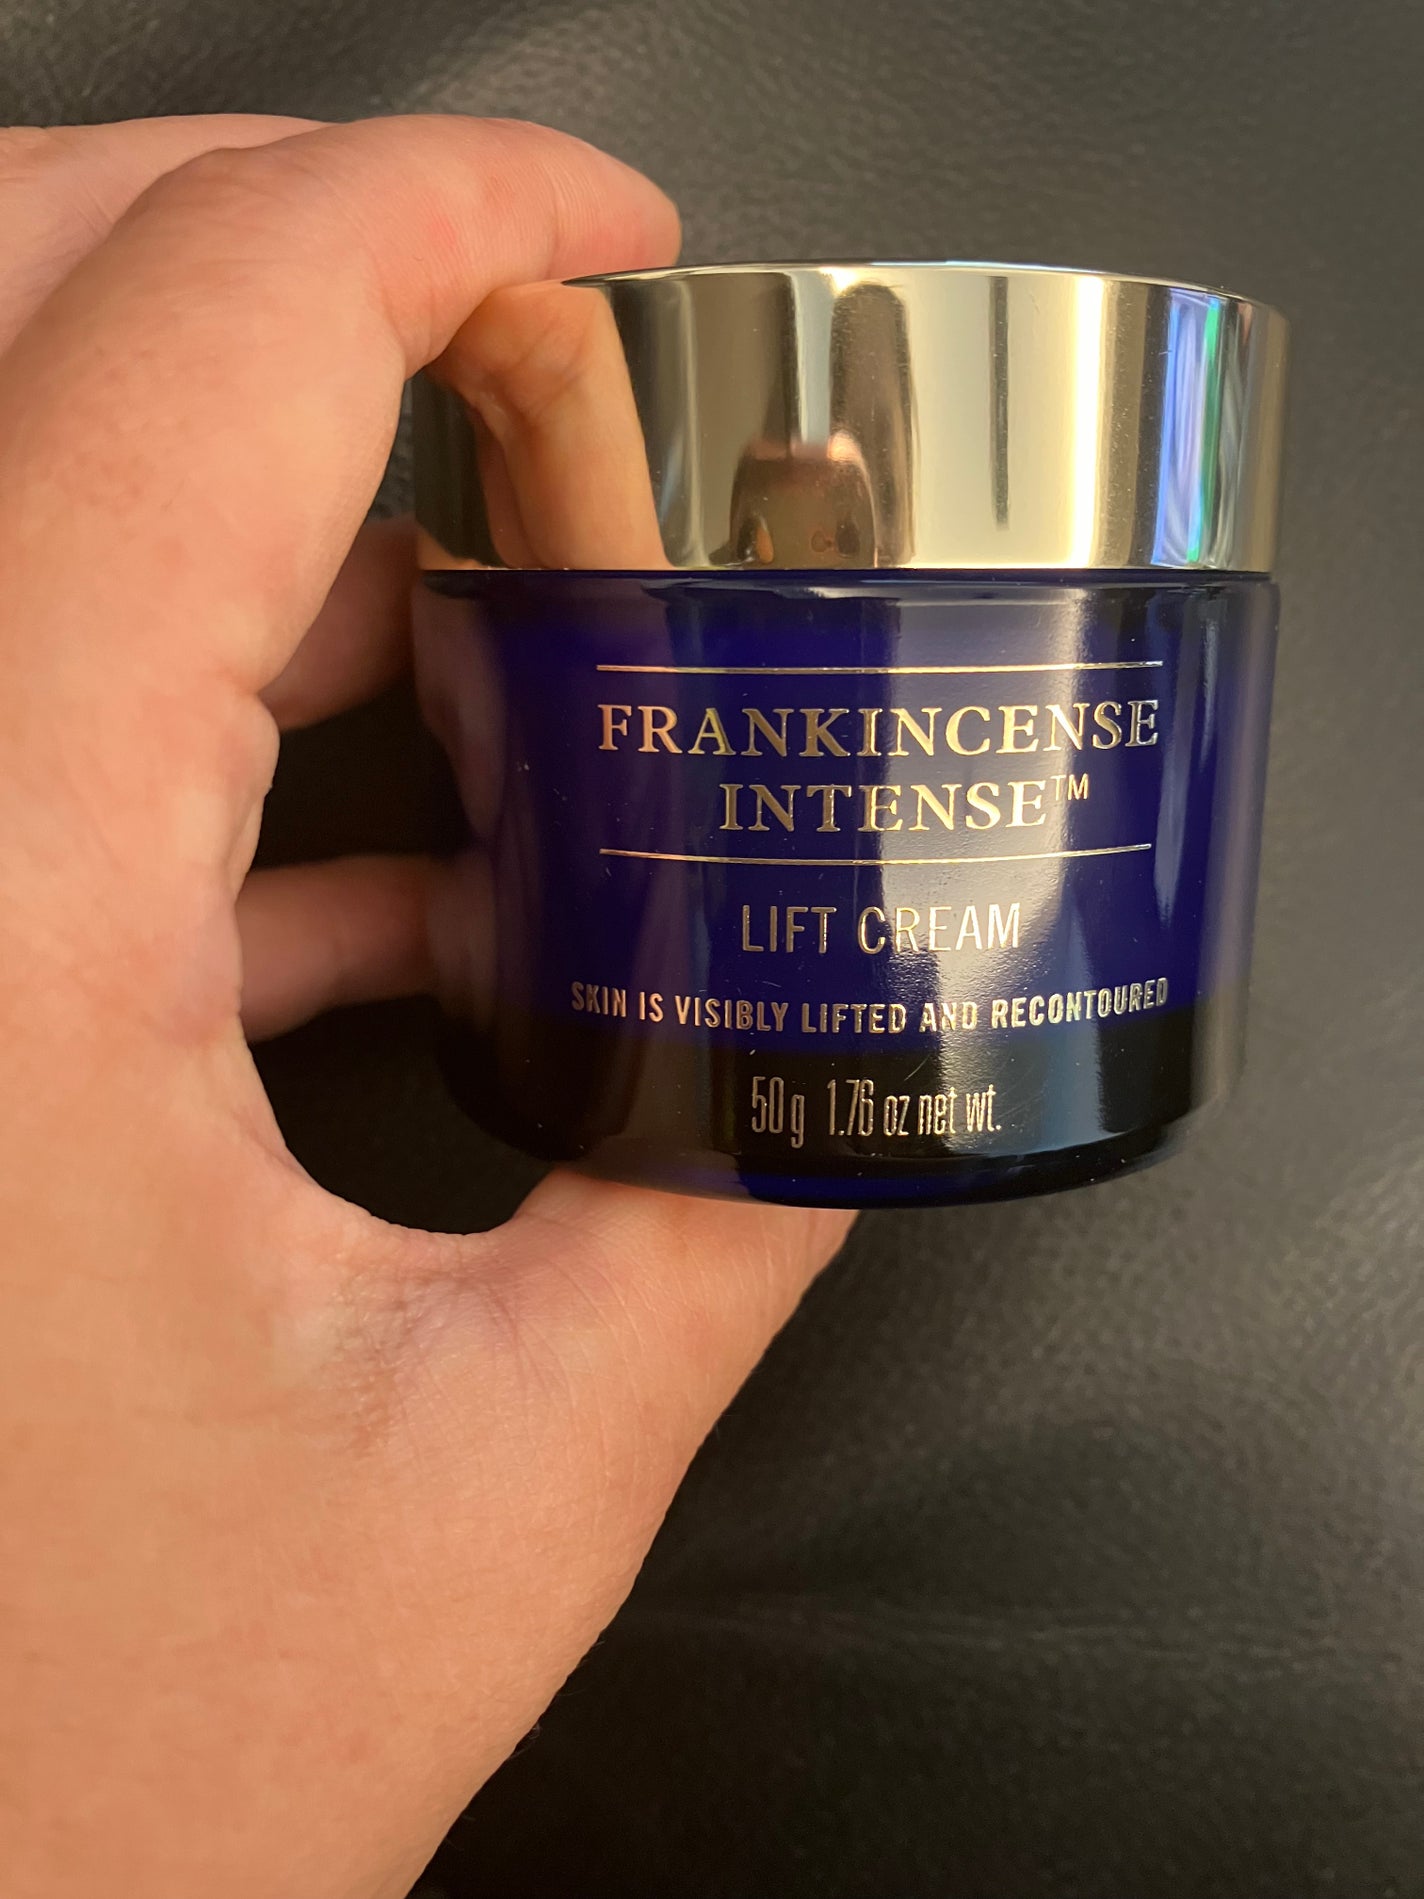 FRANKINCENSE
INTENSE™
LIFT CREAM
SKIN IS VISIBLY LIFTED AND RECONTOURED
50g 1.76 oz net wt.